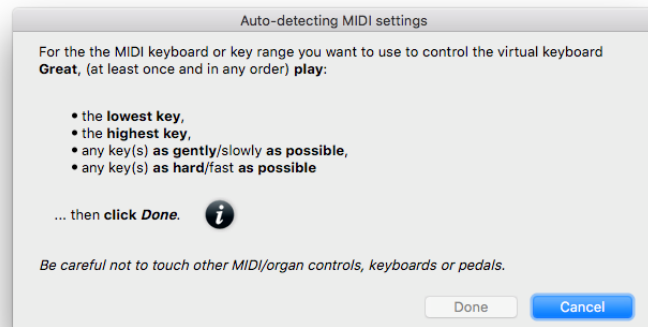 Auto-detecting MIDI settings
For the the MIDI keyboard or key range you want to use to control the virtual keyboard
Great, (at least once and in any order) play:
• the lowest key,
• the highest key,
• any key(s) as gently/slowly as possible,
• any key(s) as hard/fast as possible
... then click Done.
Be careful not to touch other MIDI/organ controls, keyboards or pedals.
Done Cancel